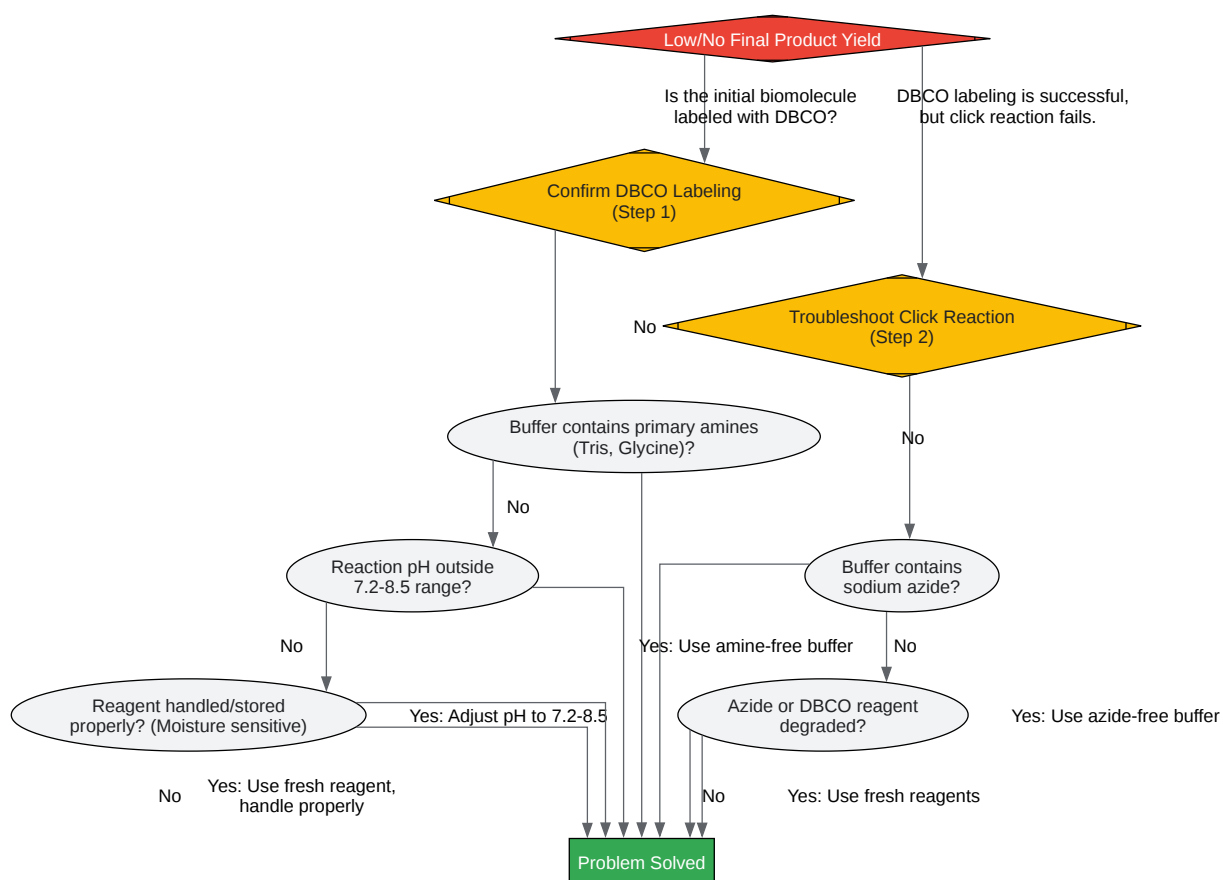 Low/No Final Product Yield
Is the initial biomolecule
labeled with DBCO?
DBCO labeling is successful,
but click reaction fails.
Confirm DBCO Labeling
(Step 1)
No
Troubleshoot Click Reaction
(Step 2)
Buffer contains primary amines
(Tris, Glycine)?
No
No
Reaction pH outside
7.2-8.5 range?
Buffer contains
sodium azide?
No
Yes: Use amine-free buffer
No
Reagent handled/stored
properly? (Moisture sensitive)
Yes: Adjust pH to 7.2-8.5
Azide or DBCO reagent
degraded?
Yes: Use azide-free buffer
No
Yes: Use fresh reagent,
handle properly
No
Yes: Use fresh reagents
Problem Solved